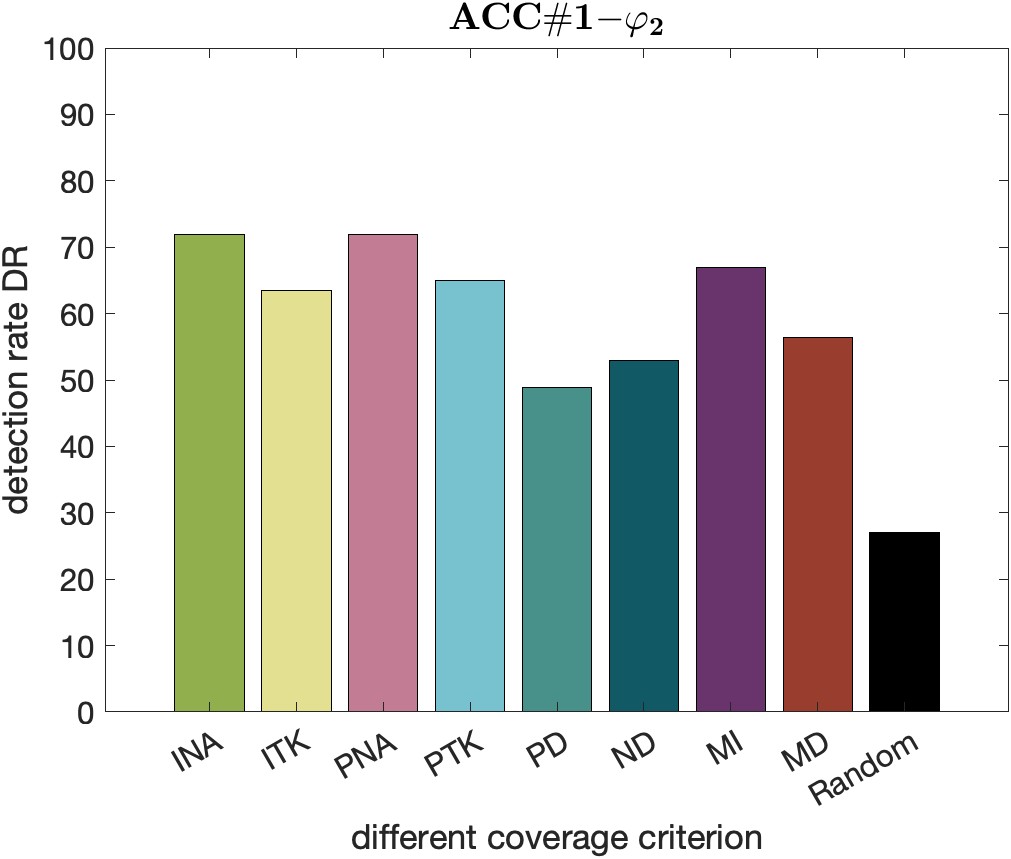 ACC#1−φ₂
100
90
80
70
60
50
40
30
20
10
0
detection rate DR
INA ITK PNA PTK PD ND MI MD Random
different coverage criterion